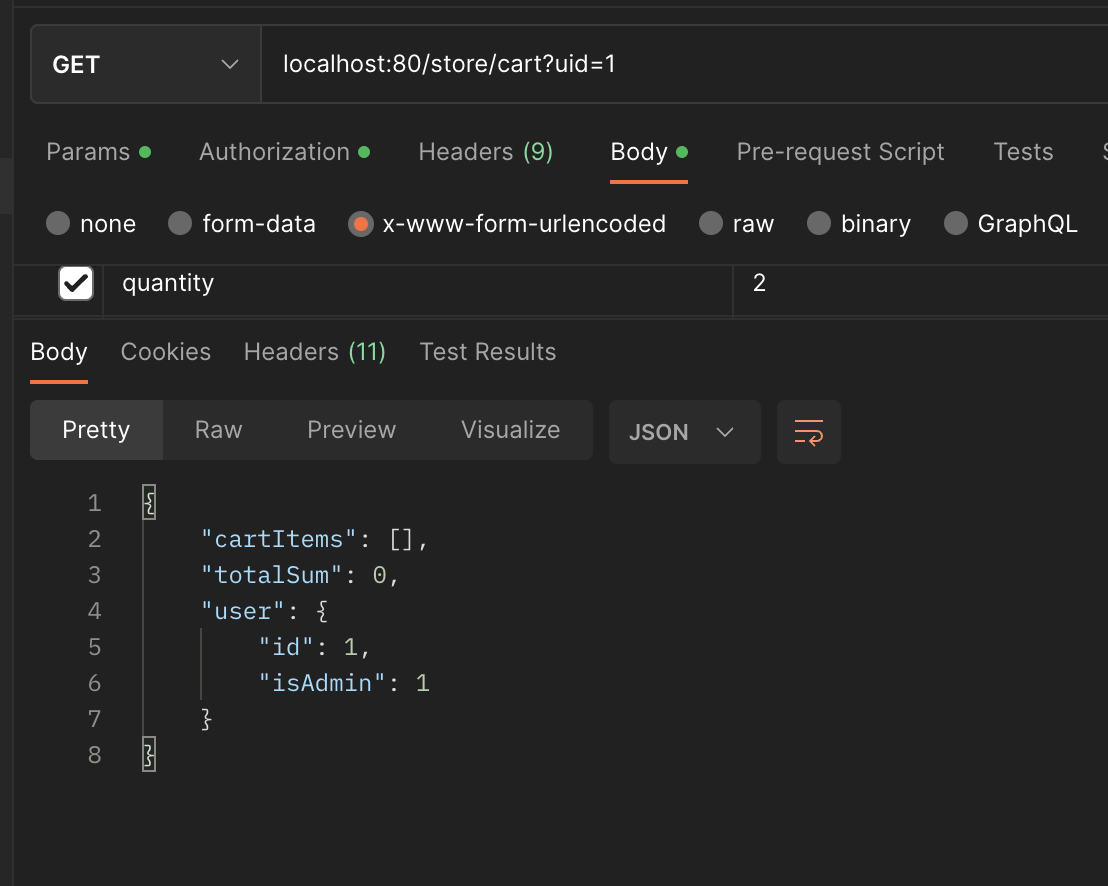 GET localhost:80/store/cart?uid=1
Params Authorization Headers (9) Body Pre-request Script Tests
none form-data x-www-form-urlencoded raw binary GraphQL
quantity 2
Body Cookies Headers (11) Test Results
Pretty Raw Preview Visualize JSON
1 {
2 "cartItems": [],
3 "totalSum": 0,
4 "user": {
5 "id": 1,
6 "isAdmin": 1
7 }
8 }